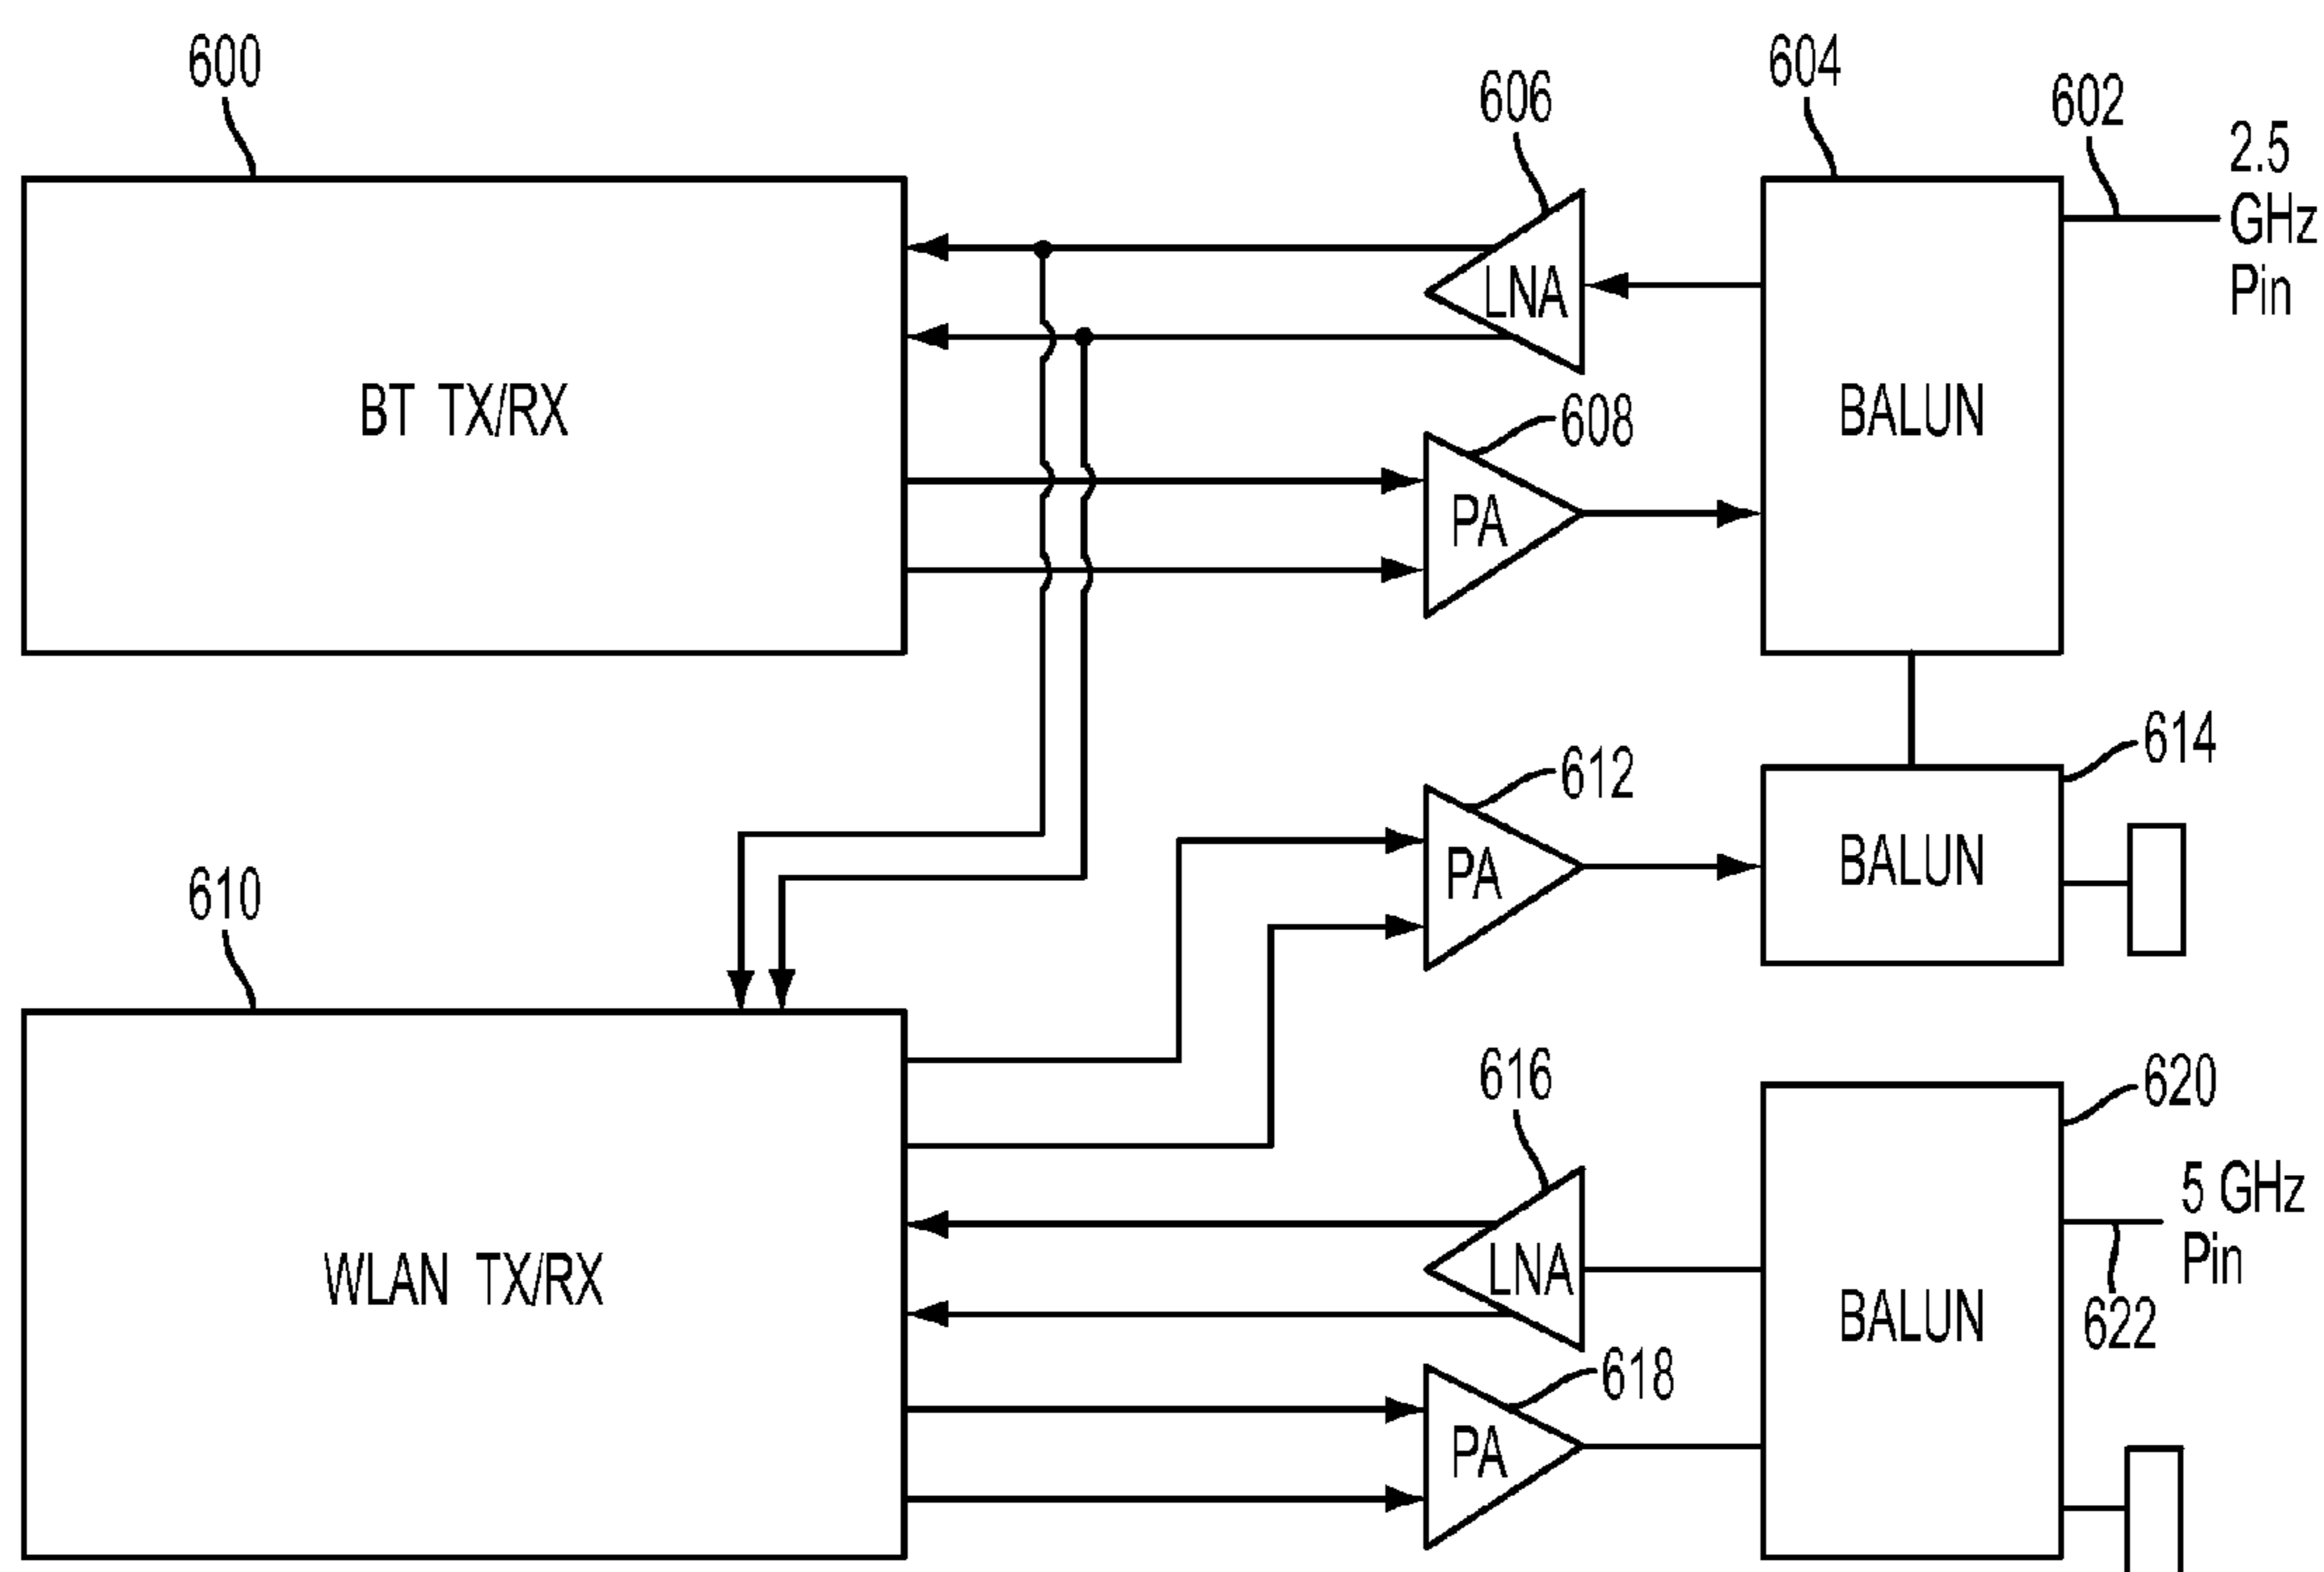 600
606
604
602
2.5
GHz
Pin
LNA
BT TX/RX
608
BALUN
PA
614
612
BALUN
PA
610
616
620
5 GHz
Pin
LNA
WLAN TX/RX
622
BALUN
618
PA